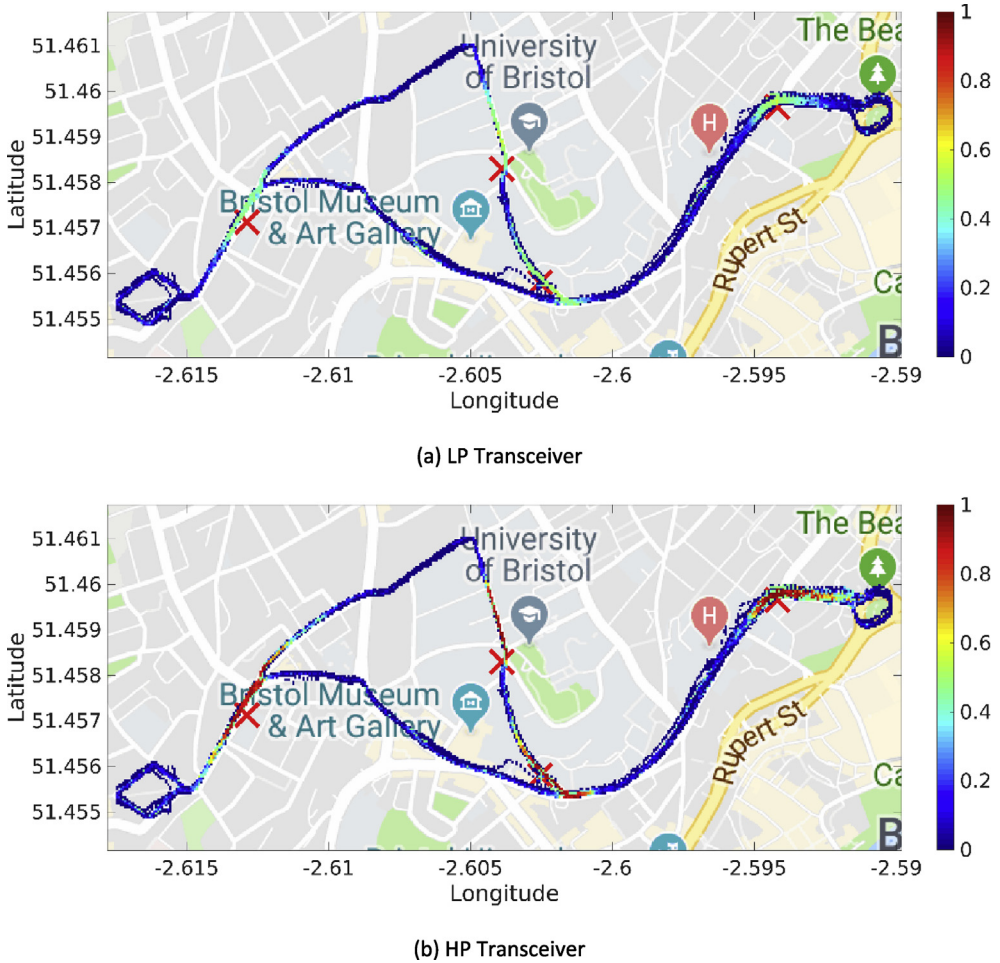 The Bea
University
of Bristol
H
Bristol Museum
& Art Gallery
Rupert St
Ca
B
51.461
51.46
51.459
51.458
51.457
51.456
51.455
Latitude
-2.615
-2.61
-2.605
-2.6
-2.595
-2.59
Longitude
1
0.8
0.6
0.4
0.2
0
(a) LP Transceiver
The Bea
University
of Bristol
H
Bristol Museum
& Art Gallery
Rupert St
Ca
B
51.461
51.46
51.459
51.458
51.457
51.456
51.455
Latitude
-2.615
-2.61
-2.605
-2.6
-2.595
-2.59
Longitude
1
0.8
0.6
0.4
0.2
0
(b) HP Transceiver